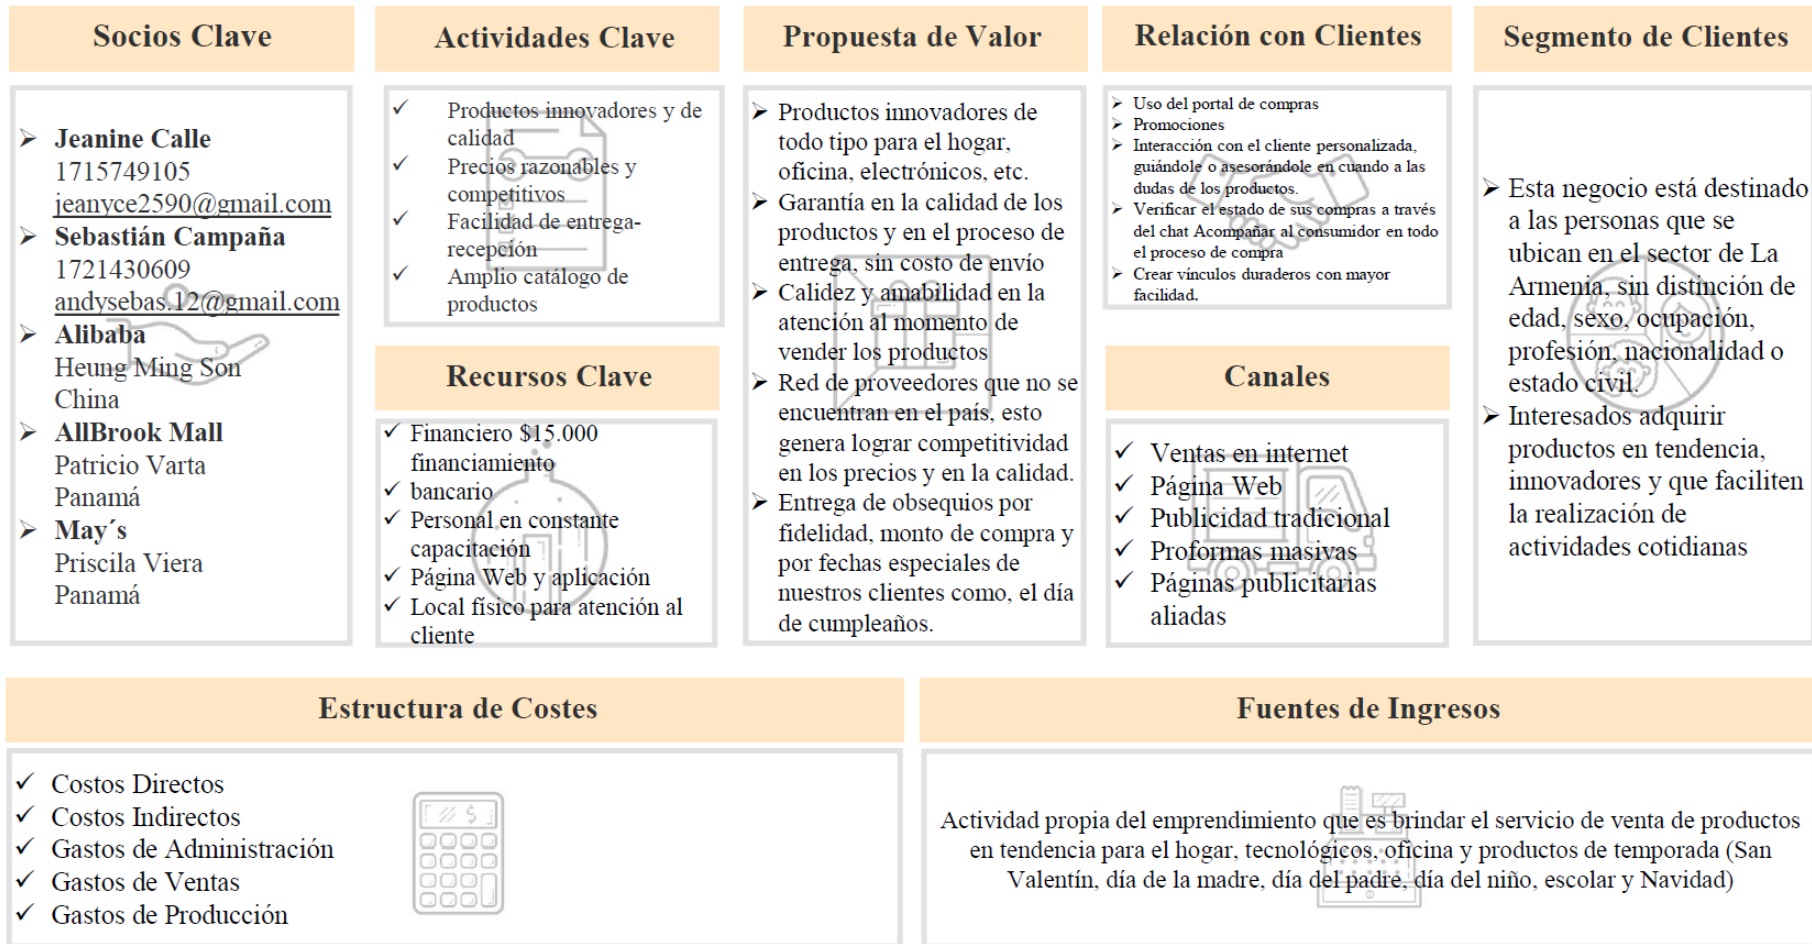 Socios Clave
➢ Jeanine Calle
1715749105
jeanyce2590@gmail.com
➢ Sebastián Campaña
1721430609
andysebas.12@gmail.com
➢ Alibaba
Heung Ming Son
China
➢ AllBrook Mall
Patricio Varta
Panamá
➢ May´s
Priscila Viera
Panamá
Actividades Clave
✓ Productos innovadores y de
calidad
✓ Precios razonables y
competitivos
✓ Facilidad de entrega-
recepción
✓ Amplio catálogo de
productos
Recursos Clave
✓ Financiero $15.000
financiamiento
✓ bancario
✓ Personal en constante
capacitación
✓ Página Web y aplicación
✓ Local físico para atención al
cliente
Propuesta de Valor
➢ Productos innovadores de
todo tipo para el hogar,
oficina, electrónicos, etc.
➢ Garantía en la calidad de los
productos y en el proceso de
entrega, sin costo de envío
➢ Calidez y amabilidad en la
atención al momento de
vender los productos
➢ Red de proveedores que no se
encuentran en el país, esto
genera lograr competitividad
en los precios y en la calidad.
➢ Entrega de obsequios por
fidelidad, monto de compra y
por fechas especiales de
nuestros clientes como, el día
de cumpleaños.
Relación con Clientes
➢ Uso del portal de compras
➢ Promociones
➢ Interacción con el cliente personalizada,
guiándole o asesorándole en cuando a las
dudas de los productos.
➢ Verificar el estado de sus compras a través
del chat Acompañar al consumidor en todo
el proceso de compra
➢ Crear vínculos duraderos con mayor
facilidad.
Canales
✓ Ventas en internet
✓ Página Web
✓ Publicidad tradicional
✓ Proformas masivas
✓ Páginas publicitarias
aliadas
Segmento de Clientes
➢ Esta negocio está destinado
a las personas que se
ubican en el sector de La
Armenia, sin distinción de
edad, sexo, ocupación,
profesión, nacionalidad o
estado civil.
➢ Interesados adquirir
productos en tendencia,
innovadores y que faciliten
la realización de
actividades cotidianas
Estructura de Costes
✓ Costos Directos
✓ Costos Indirectos
✓ Gastos de Administración
✓ Gastos de Ventas
✓ Gastos de Producción
$
Fuentes de Ingresos
Actividad propia del emprendimiento que es brindar el servicio de venta de productos
en tendencia para el hogar, tecnológicos, oficina y productos de temporada (San
Valentín, día de la madre, día del padre, día del niño, escolar y Navidad)